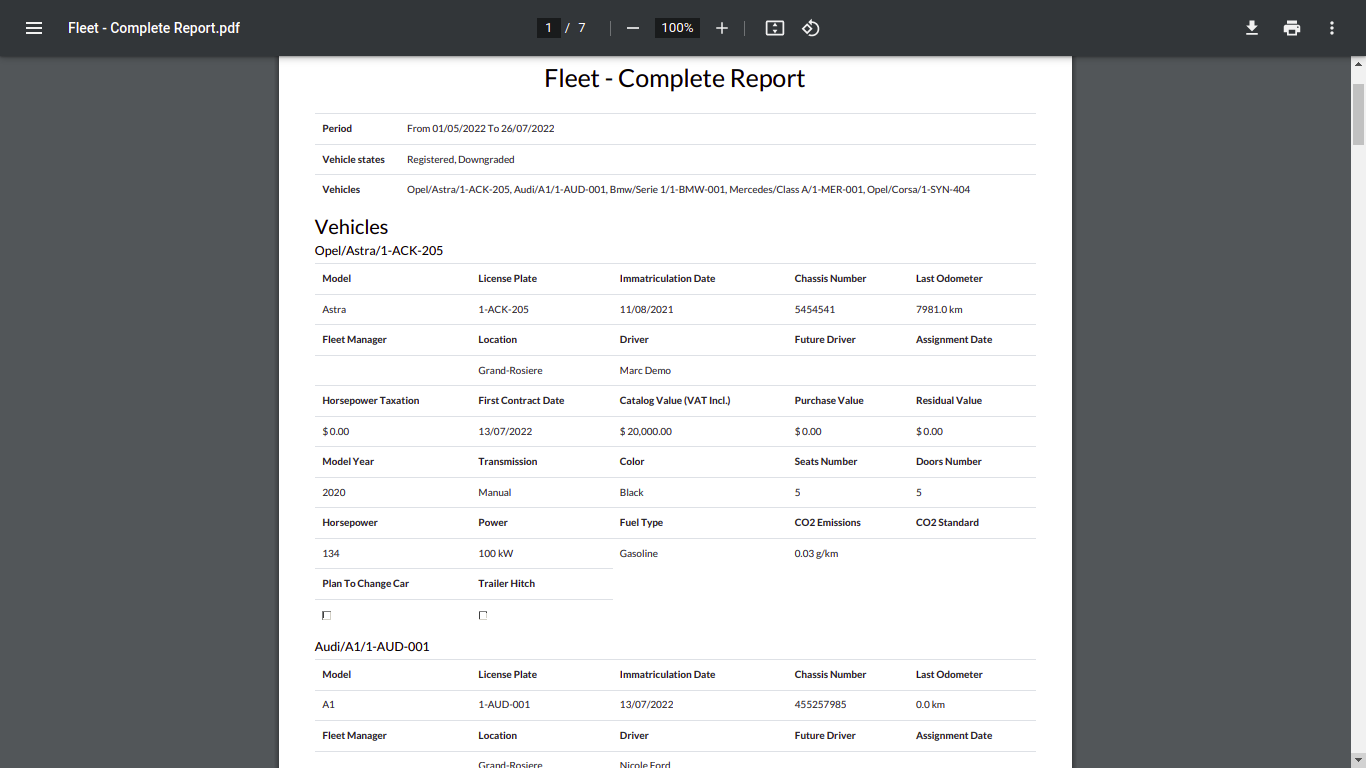 Fleet - Complete Report.pdf 1 / 7 100%
Fleet - Complete Report
Period From 01/05/2022 To 26/07/2022
Vehicle states Registered, Downgraded
Vehicles Opel/Astra/1-ACK-205, Audi/A1/1-AUD-001, Bmw/Serie 1/1-BMW-001, Mercedes/Class A/1-MER-001, Opel/Corsa/1-SYN-404
Vehicles
Opel/Astra/1-ACK-205
Model License Plate Immatriculation Date Chassis Number Last Odometer
Astra 1-ACK-205 11/08/2021 5454541 7981.0 km
Fleet Manager Location Driver Future Driver Assignment Date
Grand-Rosiere Marc Demo
Horsepower Taxation First Contract Date Catalog Value (VAT Incl.) Purchase Value Residual Value
$ 0.00 13/07/2022 $ 20,000.00 $ 0.00 $ 0.00
Model Year Transmission Color Seats Number Doors Number
2020 Manual Black 5 5
Horsepower Power Fuel Type CO2 Emissions CO2 Standard
134 100 kW Gasoline 0.03 g/km
Plan To Change Car Trailer Hitch
Audi/A1/1-AUD-001
Model License Plate Immatriculation Date Chassis Number Last Odometer
A1 1-AUD-001 13/07/2022 455257985 0.0 km
Fleet Manager Location Driver Future Driver Assignment Date
Grand-Rosiere Nicole Ford